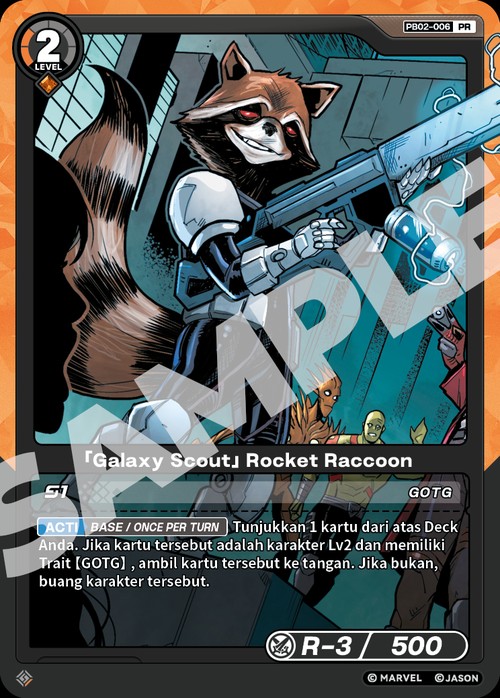 PB02-006 PR
2
LEVEL
SAMPLE
「Galaxy Scout」 Rocket Raccoon
S1 GOTG
ACT1 BASE / ONCE PER TURN Tunjukkan 1 kartu dari atas Deck
Anda. Jika kartu tersebut adalah karakter Lv2 dan memiliki
Trait【GOTG】, ambil kartu tersebut ke tangan. Jika bukan,
buang karakter tersebut.
R-3 / 500
© MARVEL ©JASON